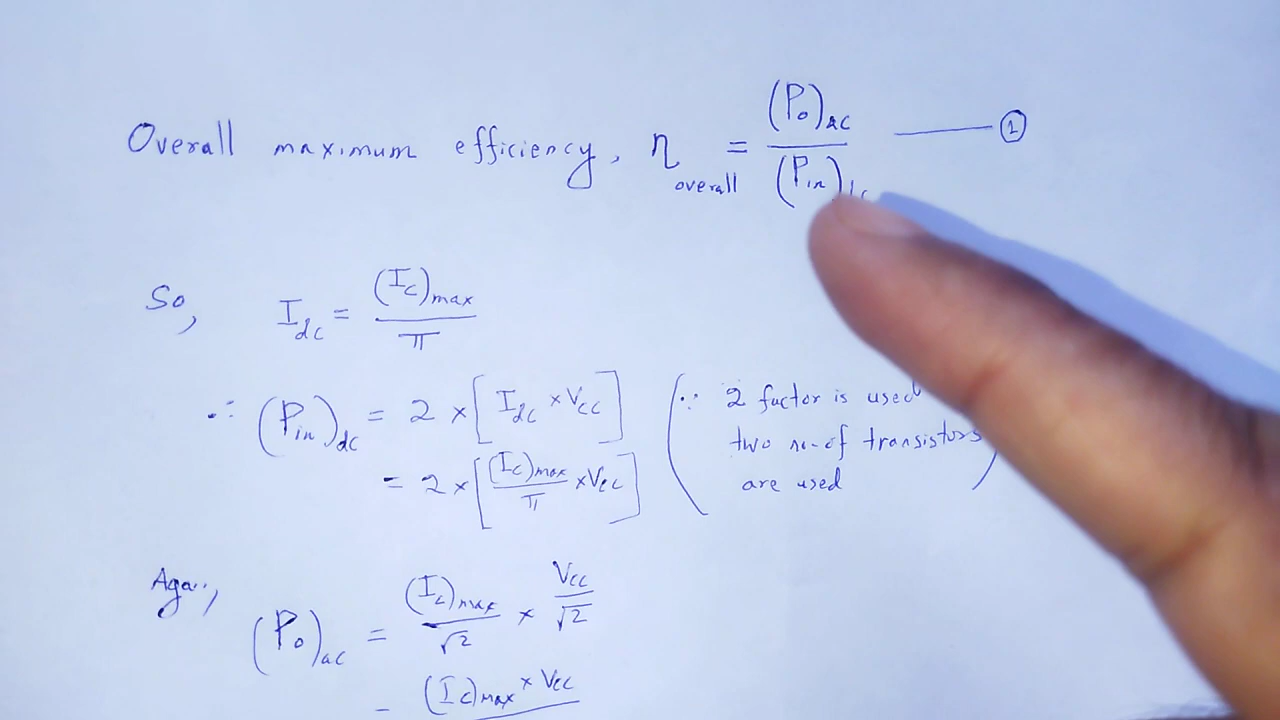 Overall maximum efficiency, η overall = (Po)AC / (Pin)dc —— ①
So, Idc = (Ic)max / π
∴ (Pin)dc = 2 × [Idc × Vcc] (∵ 2 factor is used
two no. of transistors
are used)
= 2 × [(Ic)max / π × Vcc]
(Po)ac = (Ic)max / √2 × Vcc / √2
= (Ic)max × Vcc